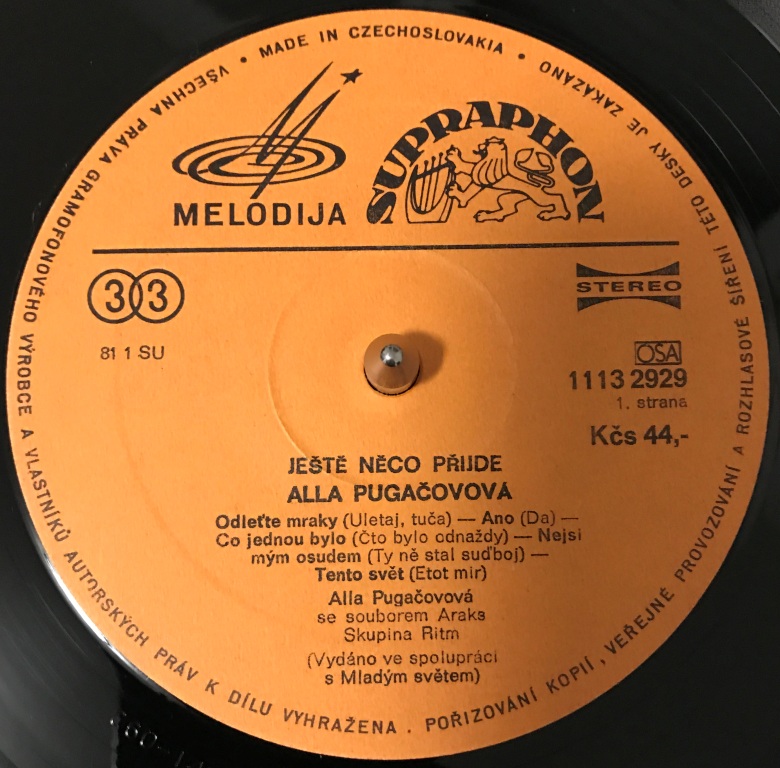 • MADE IN CZECHOSLOVAKIA •
VŠECHNA PRÁVA GRAMOFONOVÉHO VÝROBCE A VLASTNÍKŮ AUTORSKÝCH PRÁV K DÍLU VYHRAŽENA . POŘIZOVÁNÍ KOPIÍ, VEŘEJNÉ PROVOZOVÁNÍ A ROZHLASOVÉ ŠÍŘENÍ TÉTO DESKY JE ZAKÁZÁNO
MELODIJA
SUPRAPHON
33
STEREO
81 1 SU
OSA
1113 2929
1. strana
Kčs 44,-
JEŠTĚ NĚCO PŘIJDE
ALLA PUGAČOVOVÁ
Odleťte mraky (Uletaj, tuča) — Ano (Da) —
Co jednou bylo (Čto bylo odnaždy) — Nejsi
mým osudem (Ty ně stal suďboj) —
Tento svět (Etot mir)
Alla Pugačovová
se souborem Araks
Skupina Ritm
(Vydáno ve spolupráci
s Mladým světem)